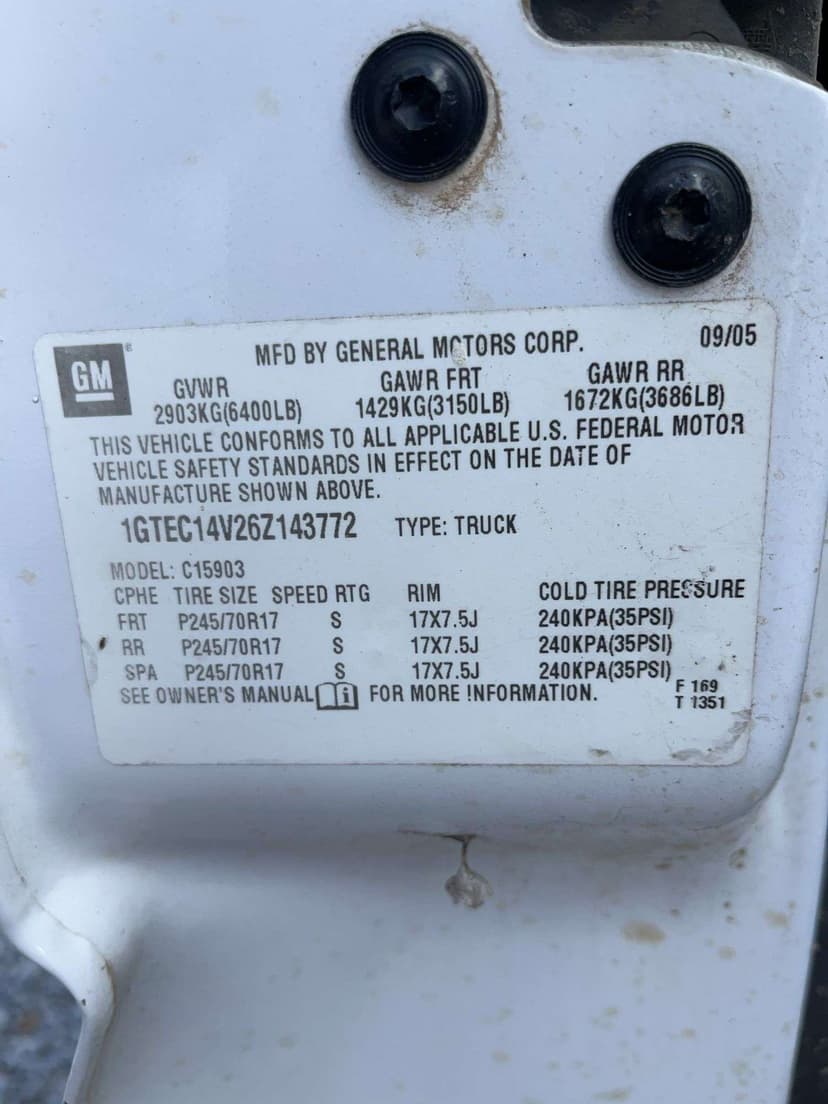 GM®
MFD BY GENERAL MOTORS CORP. 09/05
GVWR GAWR FRT GAWR RR
2903KG(6400LB) 1429KG(3150LB) 1672KG(3686LB)
THIS VEHICLE CONFORMS TO ALL APPLICABLE U.S. FEDERAL MOTOR
VEHICLE SAFETY STANDARDS IN EFFECT ON THE DATE OF
MANUFACTURE SHOWN ABOVE.
1GTEC14V26Z143772 TYPE: TRUCK
MODEL: C15903
CPHE TIRE SIZE SPEED RTG RIM COLD TIRE PRESSURE
FRT P245/70R17 S 17X7.5J 240KPA(35PSI)
RR P245/70R17 S 17X7.5J 240KPA(35PSI)
SPA P245/70R17 S 17X7.5J 240KPA(35PSI)
SEE OWNER'S MANUAL i FOR MORE INFORMATION.
F 169
T 1351